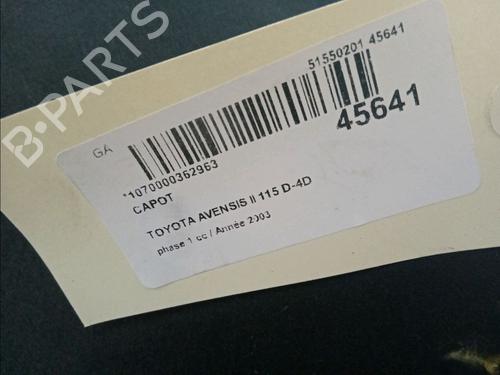 B-PARTS
GA
51550201 45641
45641
*1070000362963
CAPOT
TOYOTA AVENSIS II 115 D-4D
phase 1 cc / Année 2003